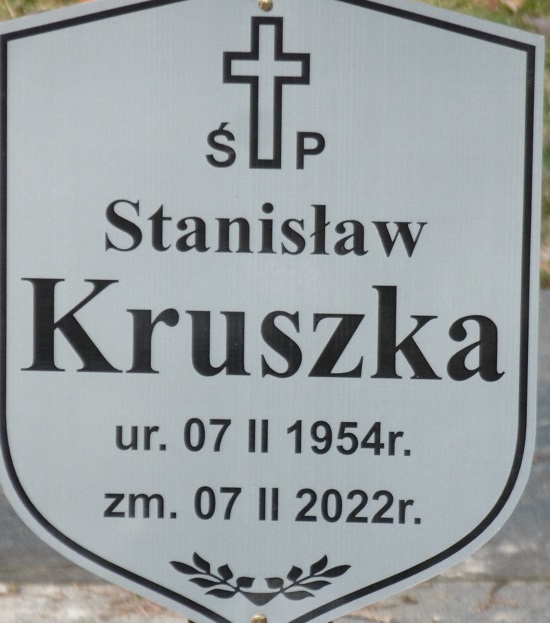 Ś P
Stanisław
Kruszka
ur. 07 II 1954r.
zm. 07 II 2022r.